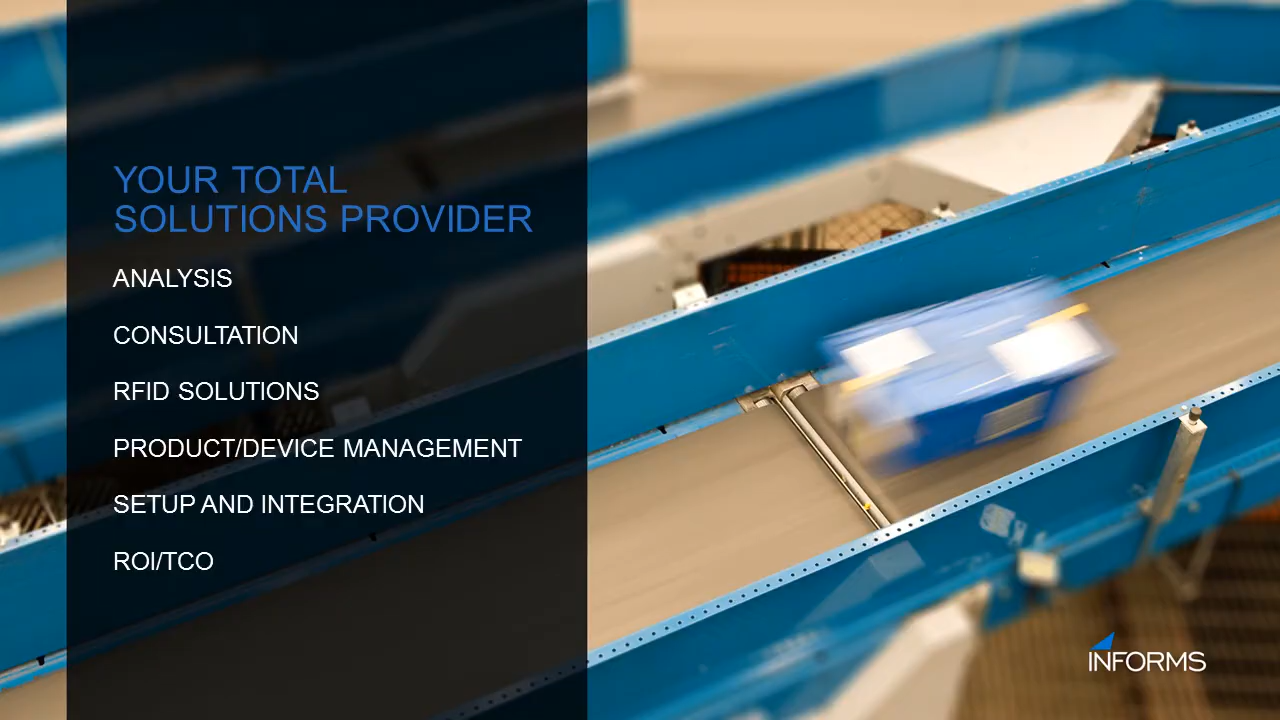 YOUR TOTAL
SOLUTIONS PROVIDER
ANALYSIS
CONSULTATION
RFID SOLUTIONS
PRODUCT/DEVICE MANAGEMENT
SETUP AND INTEGRATION
ROI/TCO
INFORMS